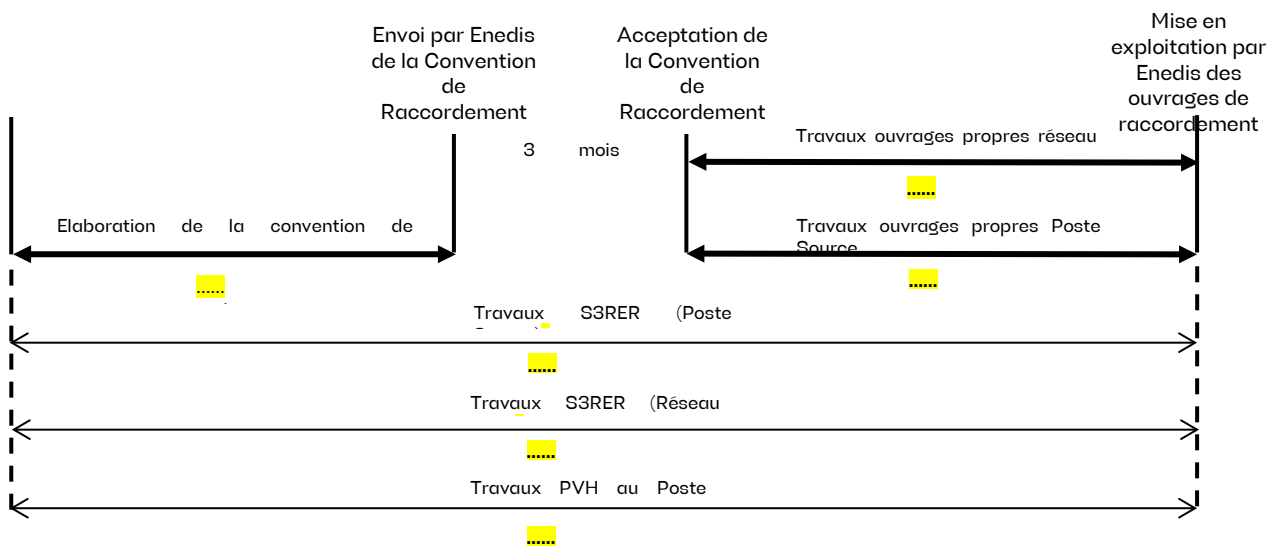 Envoi par Enedis
de la Convention
de
Raccordement
Acceptation de
la Convention
de
Raccordement
Mise en
exploitation par
Enedis des
ouvrages de
raccordement
3 mois
Travaux ouvrages propres réseau
......
Elaboration de la convention de
......
Travaux ouvrages propres Poste
Source
......
Travaux S3RER (Poste
......
Travaux S3RER (Réseau
......
Travaux PVH au Poste
......